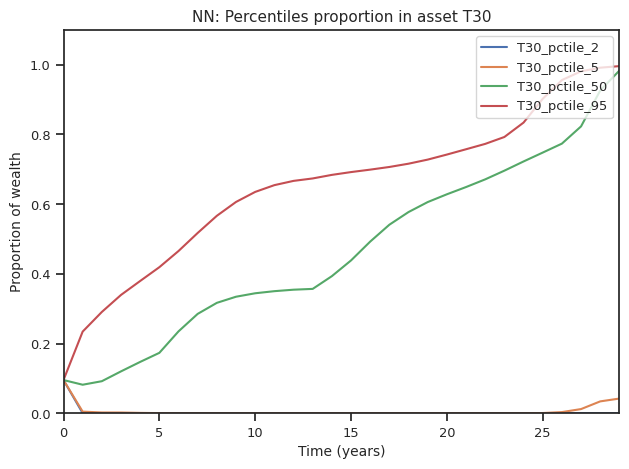 NN: Percentiles proportion in asset T30
T30_pctile_2
T30_pctile_5
T30_pctile_50
T30_pctile_95
1.0
0.8
0.6
0.4
0.2
0.0
Proportion of wealth
0 5 10 15 20 25
Time (years)